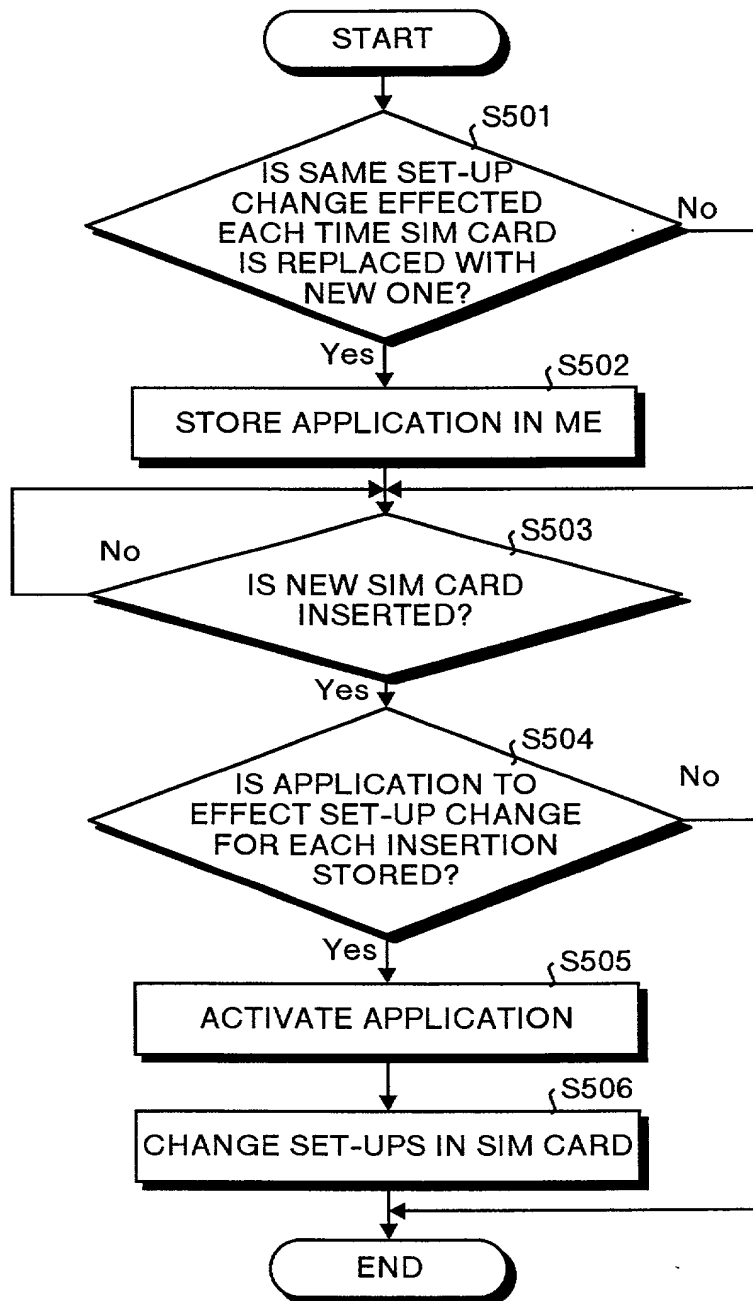 START
S501
IS SAME SET-UP
CHANGE EFFECTED
EACH TIME SIM CARD
IS REPLACED WITH
NEW ONE?
No
Yes
S502
STORE APPLICATION IN ME
S503
No
IS NEW SIM CARD
INSERTED?
Yes
S504
No
IS APPLICATION TO
EFFECT SET-UP CHANGE
FOR EACH INSERTION
STORED?
Yes
S505
ACTIVATE APPLICATION
S506
CHANGE SET-UPS IN SIM CARD
END